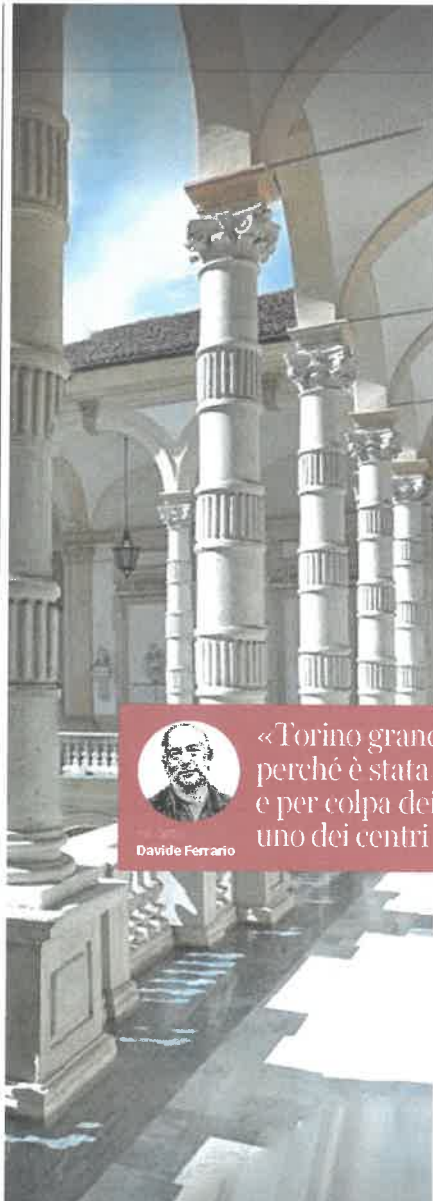 «Torino grand
perché è stata
e per colpa dei
uno dei centri
Davide Ferrario